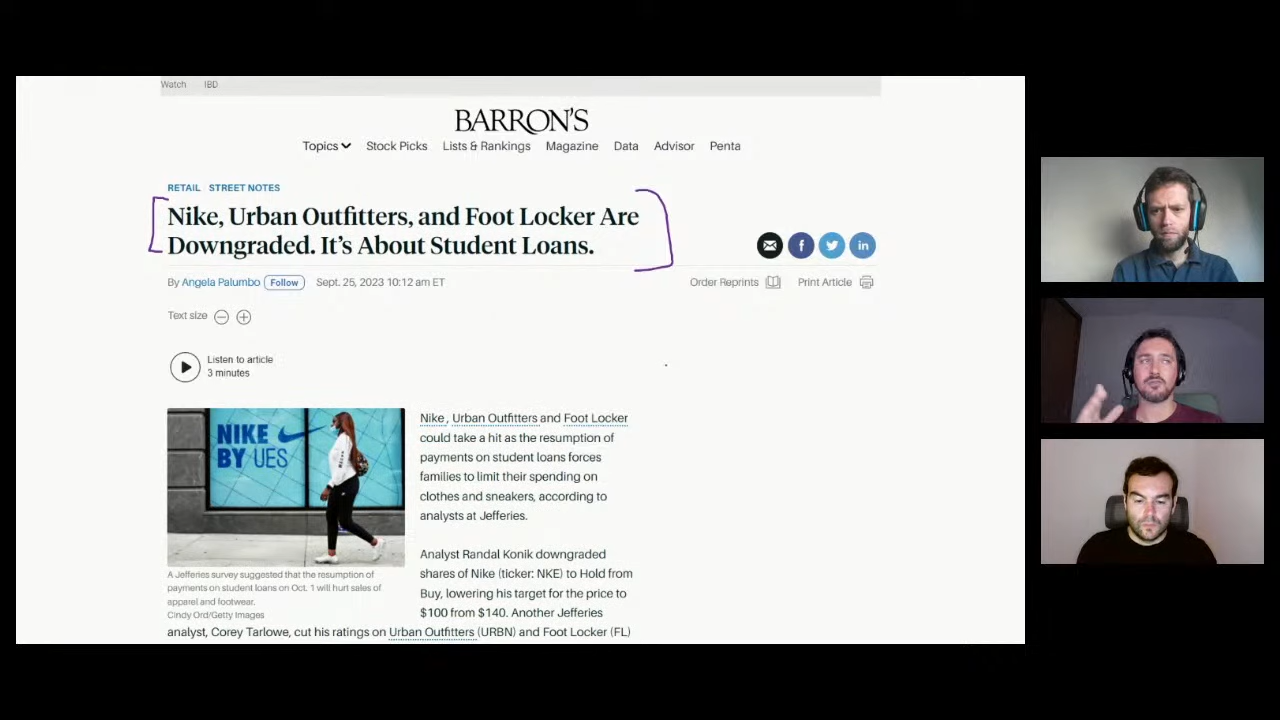 Watch IBD
BARRON'S
Topics Stock Picks Lists & Rankings Magazine Data Advisor Penta
RETAIL STREET NOTES
Nike, Urban Outfitters, and Foot Locker Are
Downgraded. It's About Student Loans.
By Angela Palumbo Follow Sept. 25, 2023 10:12 am ET
Order Reprints Print Article
Text size
Listen to article
3 minutes
NIKE
BY UES
A Jefferies survey suggested that the resumption of
payments on student loans on Oct. 1 will hurt sales of
apparel and footwear.
Cindy Ord/Getty Images
Nike, Urban Outfitters and Foot Locker
could take a hit as the resumption of
payments on student loans forces
families to limit their spending on
clothes and sneakers, according to
analysts at Jefferies.
Analyst Randal Konik downgraded
shares of Nike (ticker: NKE) to Hold from
Buy, lowering his target for the price to
$100 from $140. Another Jefferies
analyst, Corey Tarlowe, cut his ratings on Urban Outfitters (URBN) and Foot Locker (FL)